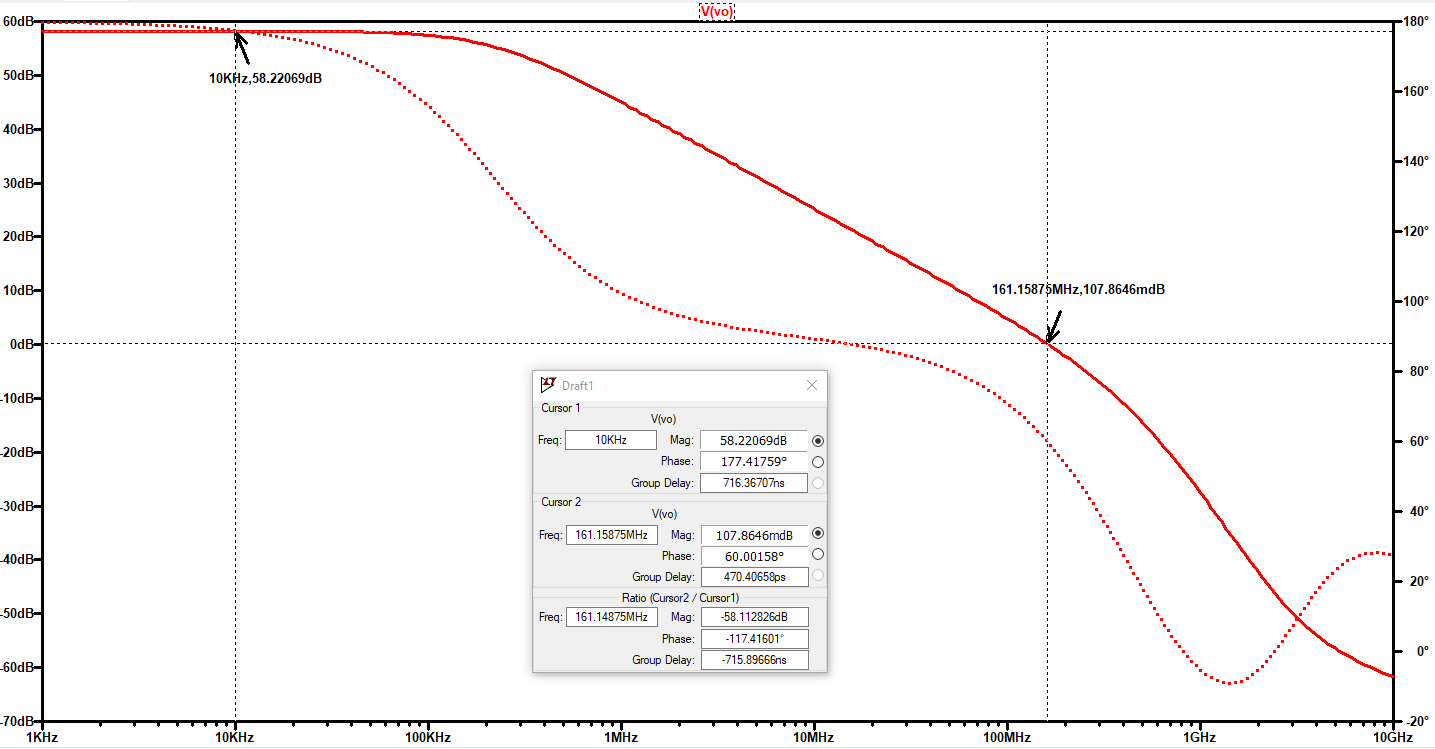 V(vo)
60dB
180°
10KHz,58.22069dB
50dB
160°
40dB
140°
30dB
20dB
120°
10dB
161.15875MHz,107.8646mdB
100°
0dB
80°
-10dB
-20dB
60°
-30dB
40°
-40dB
20°
-50dB
-60dB
0°
-70dB
-20°
1KHz 10KHz 100KHz 1MHz 10MHz 100MHz 1GHz 10GHz
Draft1
Cursor 1
V(vo)
Freq: 10KHz Mag: 58.22069dB
Phase: 177.41759°
Group Delay: 716.36707ns
Cursor 2
V(vo)
Freq: 161.15875MHz Mag: 107.8646mdB
Phase: 60.00158°
Group Delay: 470.40658ps
Ratio (Cursor2 / Cursor1)
Freq: 161.14875MHz Mag: -58.112826dB
Phase: -117.41601°
Group Delay: -715.89666ns